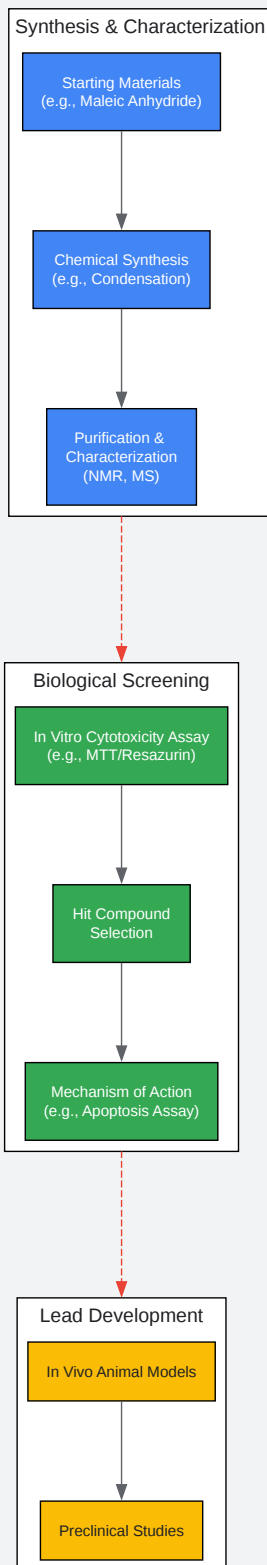 Synthesis & Characterization
Starting Materials
(e.g., Maleic Anhydride)
Chemical Synthesis
(e.g., Condensation)
Purification &
Characterization
(NMR, MS)
Biological Screening
In Vitro Cytotoxicity Assay
(e.g., MTT/Resazurin)
Hit Compound
Selection
Mechanism of Action
(e.g., Apoptosis Assay)
Lead Development
In Vivo Animal Models
Preclinical Studies